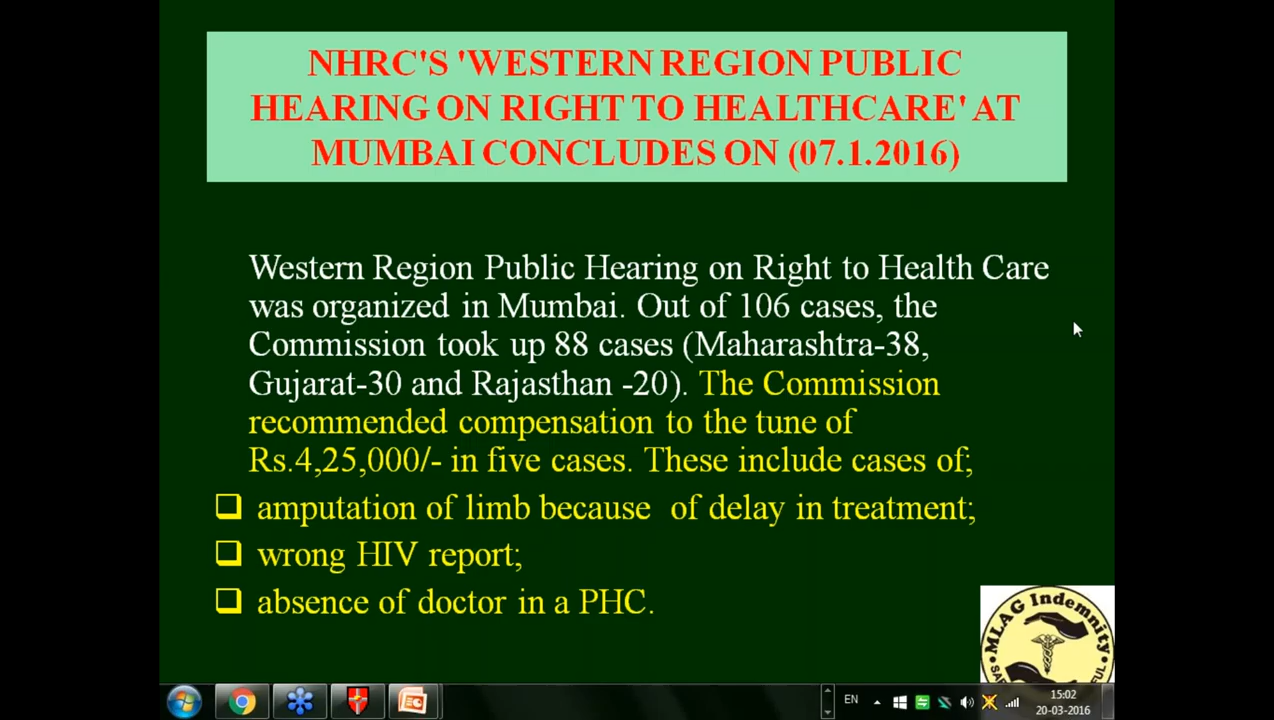 NHRC'S 'WESTERN REGION PUBLIC
HEARING ON RIGHT TO HEALTHCARE' AT
MUMBAI CONCLUDES ON (07.1.2016)
Western Region Public Hearing on Right to Health Care
was organized in Mumbai. Out of 106 cases, the
Commission took up 88 cases (Maharashtra-38,
Gujarat-30 and Rajasthan -20). The Commission
recommended compensation to the tune of
Rs.4,25,000/- in five cases. These include cases of;
amputation of limb because of delay in treatment;
wrong HIV report;
absence of doctor in a PHC.
MLAG Indemnity
EN
15:02
20-03-2016